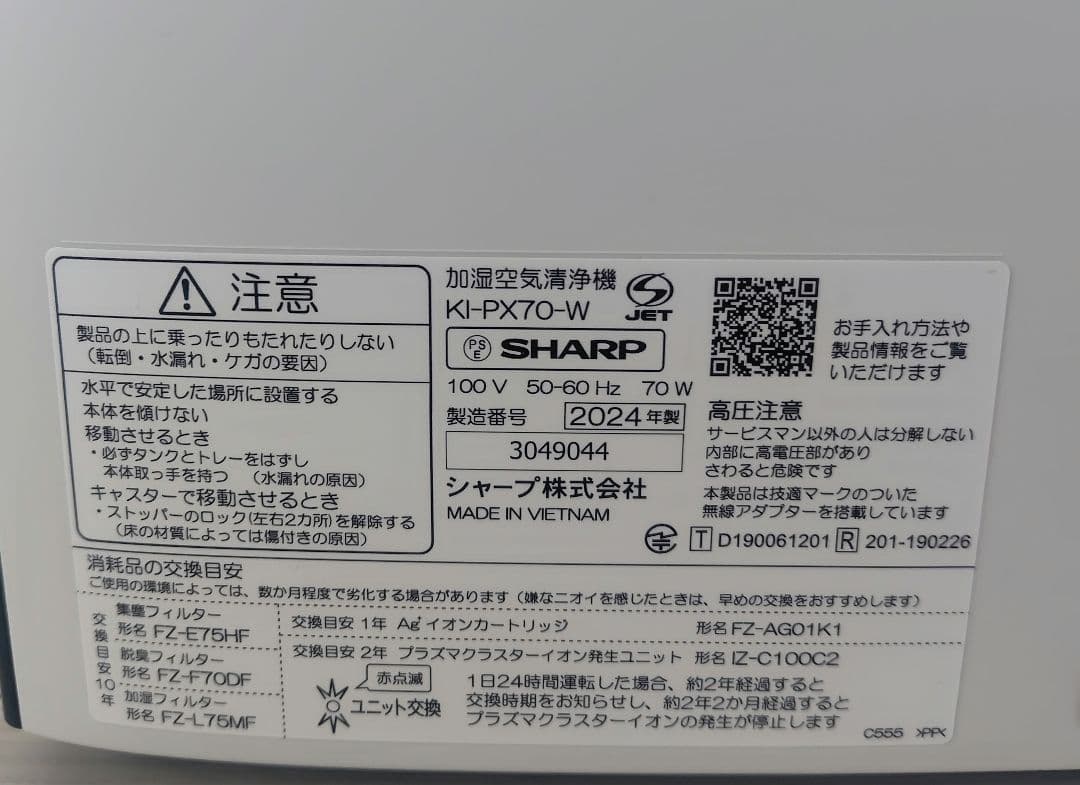 注意
製品の上に乗ったりもたれたりしない
（転倒・水漏れ・ケガの要因）
水平で安定した場所に設置する
本体を傾けない
移動させるとき
・必ずタンクとトレーをはずし
本体取っ手を持つ （水漏れの原因）
キャスターで移動させるとき
・ストッパーのロック(左右2カ所)を解除する
（床の材質によっては傷付きの原因）
加湿空気清浄機
KI-PX70-W
JET
PSE SHARP
100 V 50-60 Hz 70 W
製造番号 2024年製
3049044
シャープ株式会社
MADE IN VIETNAM
お手入れ方法や
製品情報をご覧
いただけます
高圧注意
サービスマン以外の人は分解しない
内部に高電圧部があり
さわると危険です
本製品は技適マークのついた
無線アダプターを搭載しています
T D190061201 R 201-190226
消耗品の交換目安
ご使用の環境によっては、数か月程度で劣化する場合があります（嫌なニオイを感じたときは、早めの交換をおすすめします）
交換目安10年
集塵フィルター
形名 FZ-E75HF
脱臭フィルター
形名 FZ-F70DF
加湿フィルター
形名 FZ-L75MF
交換目安 1年 Ag⁺イオンカートリッジ 形名 FZ-AG01K1
交換目安 2年 プラズマクラスターイオン発生ユニット 形名 IZ-C100C2
赤点滅
ユニット交換
1日24時間運転した場合、約2年経過すると
交換時期をお知らせし、約2年2か月経過すると
プラズマクラスターイオンの発生が停止します
C555 >PP<